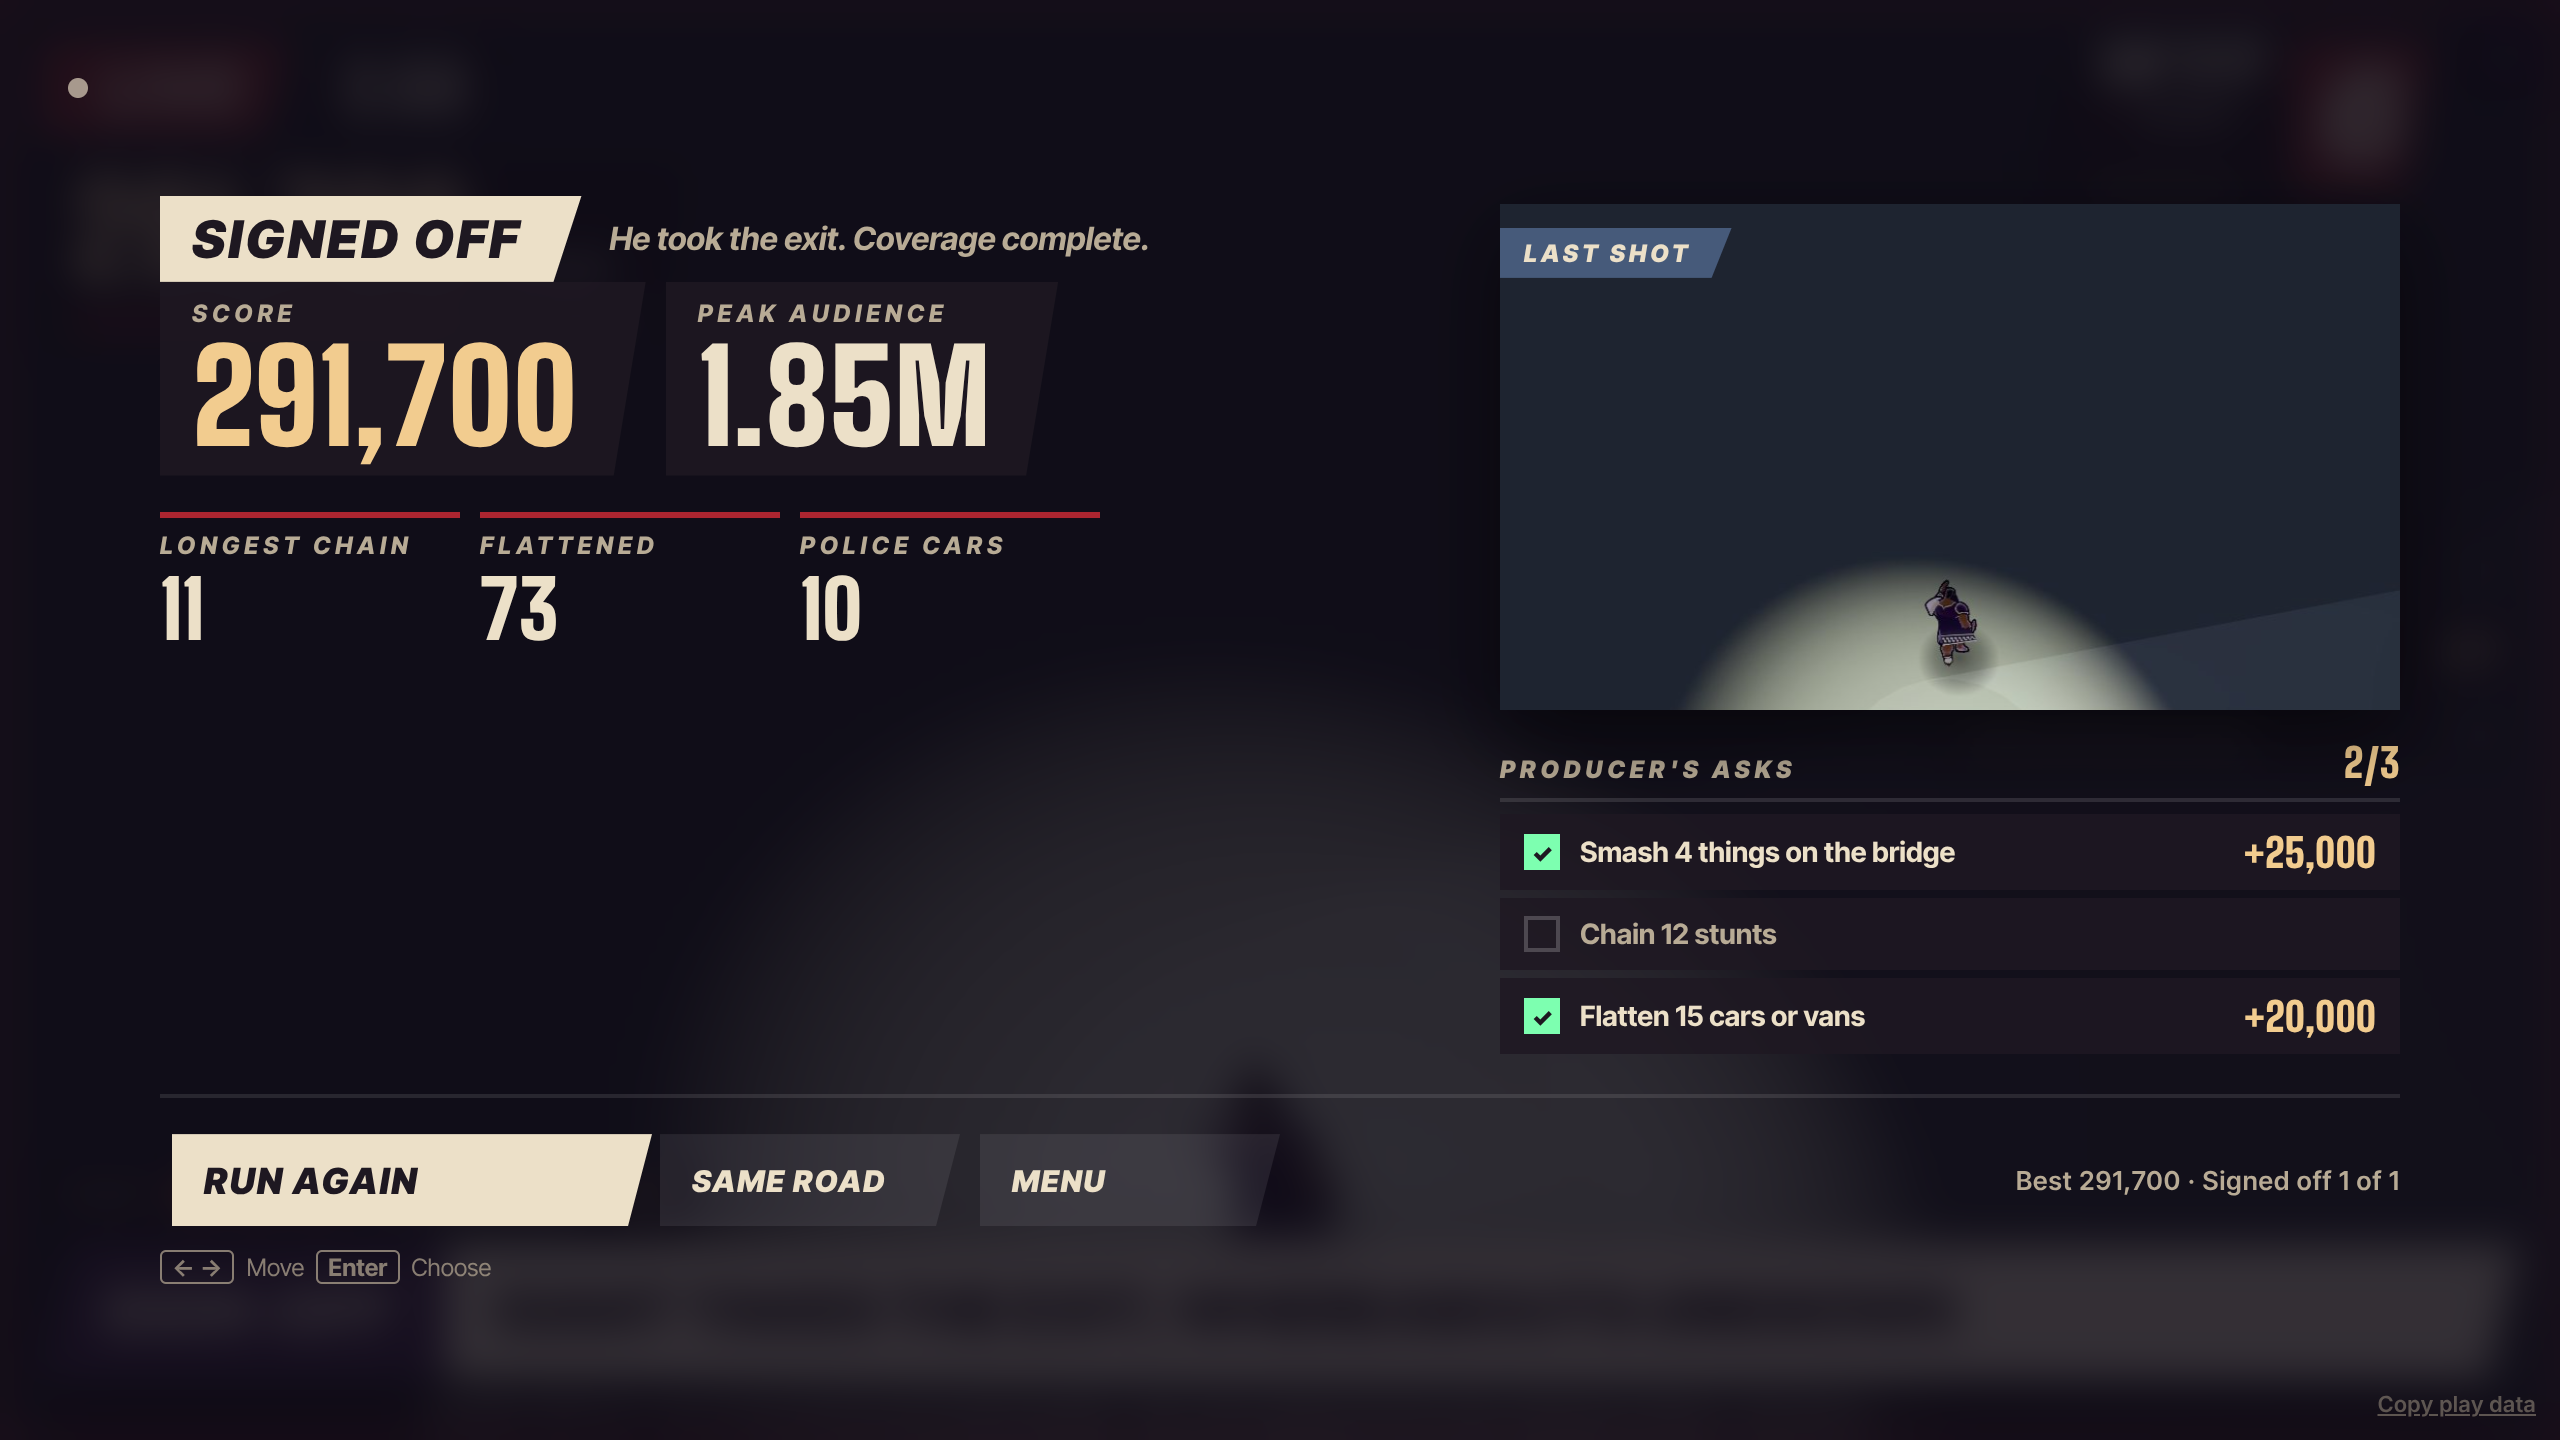 SIGNED OFF
He took the exit. Coverage complete.
SCORE
291,700
PEAK AUDIENCE
1.85M
LONGEST CHAIN
11
FLATTENED
73
POLICE CARS
10
LAST SHOT
PRODUCER'S ASKS
2/3
Smash 4 things on the bridge
+25,000
Chain 12 stunts
Flatten 15 cars or vans
+20,000
RUN AGAIN
SAME ROAD
MENU
Best 291,700 · Signed off 1 of 1
← → Move Enter Choose
Copy play data